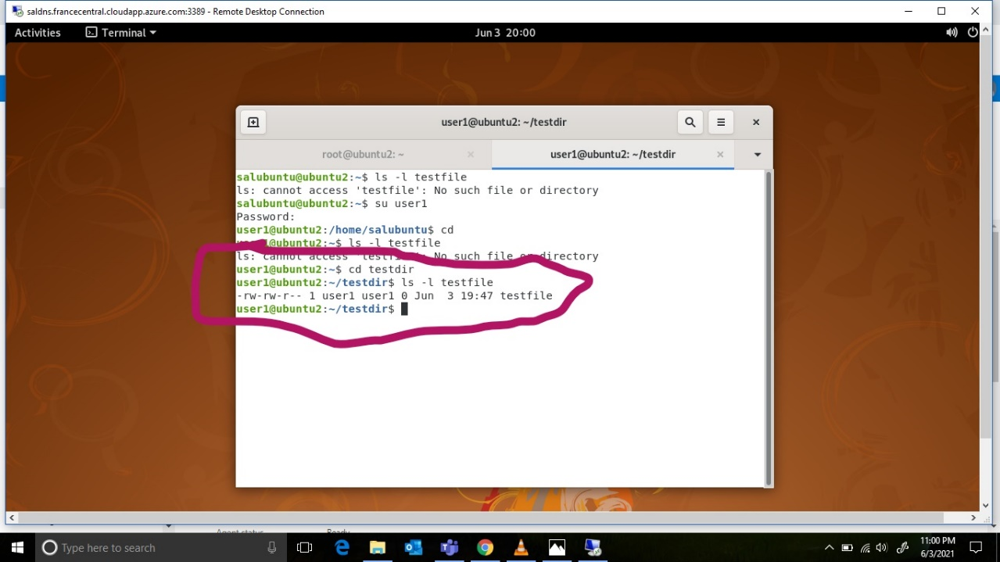 saldns.francecentral.cloudapp.azure.com:3389 - Remote Desktop Connection
Activities Terminal Jun 3 20:00
user1@ubuntu2: ~/testdir
root@ubuntu2: ~ user1@ubuntu2: ~/testdir
salubuntu@ubuntu2:~$ ls -l testfile
ls: cannot access 'testfile': No such file or directory
salubuntu@ubuntu2:~$ su user1
Password:
user1@ubuntu2:/home/salubuntu$ cd
user1@ubuntu2:~$ ls -l testfile
ls: cannot access 'testfile': No such file or directory
user1@ubuntu2:~$ cd testdir
user1@ubuntu2:~/testdir$ ls -l testfile
-rw-rw-r-- 1 user1 user1 0 Jun  3 19:47 testfile
user1@ubuntu2:~/testdir$
Agent status Ready
Type here to search 11:00 PM
6/3/2021